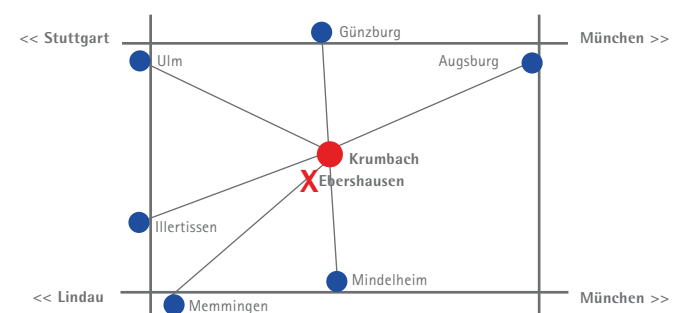 Günzburg
<< Stuttgart
München >>
Ulm
Augsburg
Krumbach
X Ebershausen
Illertissen
Mindelheim
<< Lindau
München >>
Memmingen